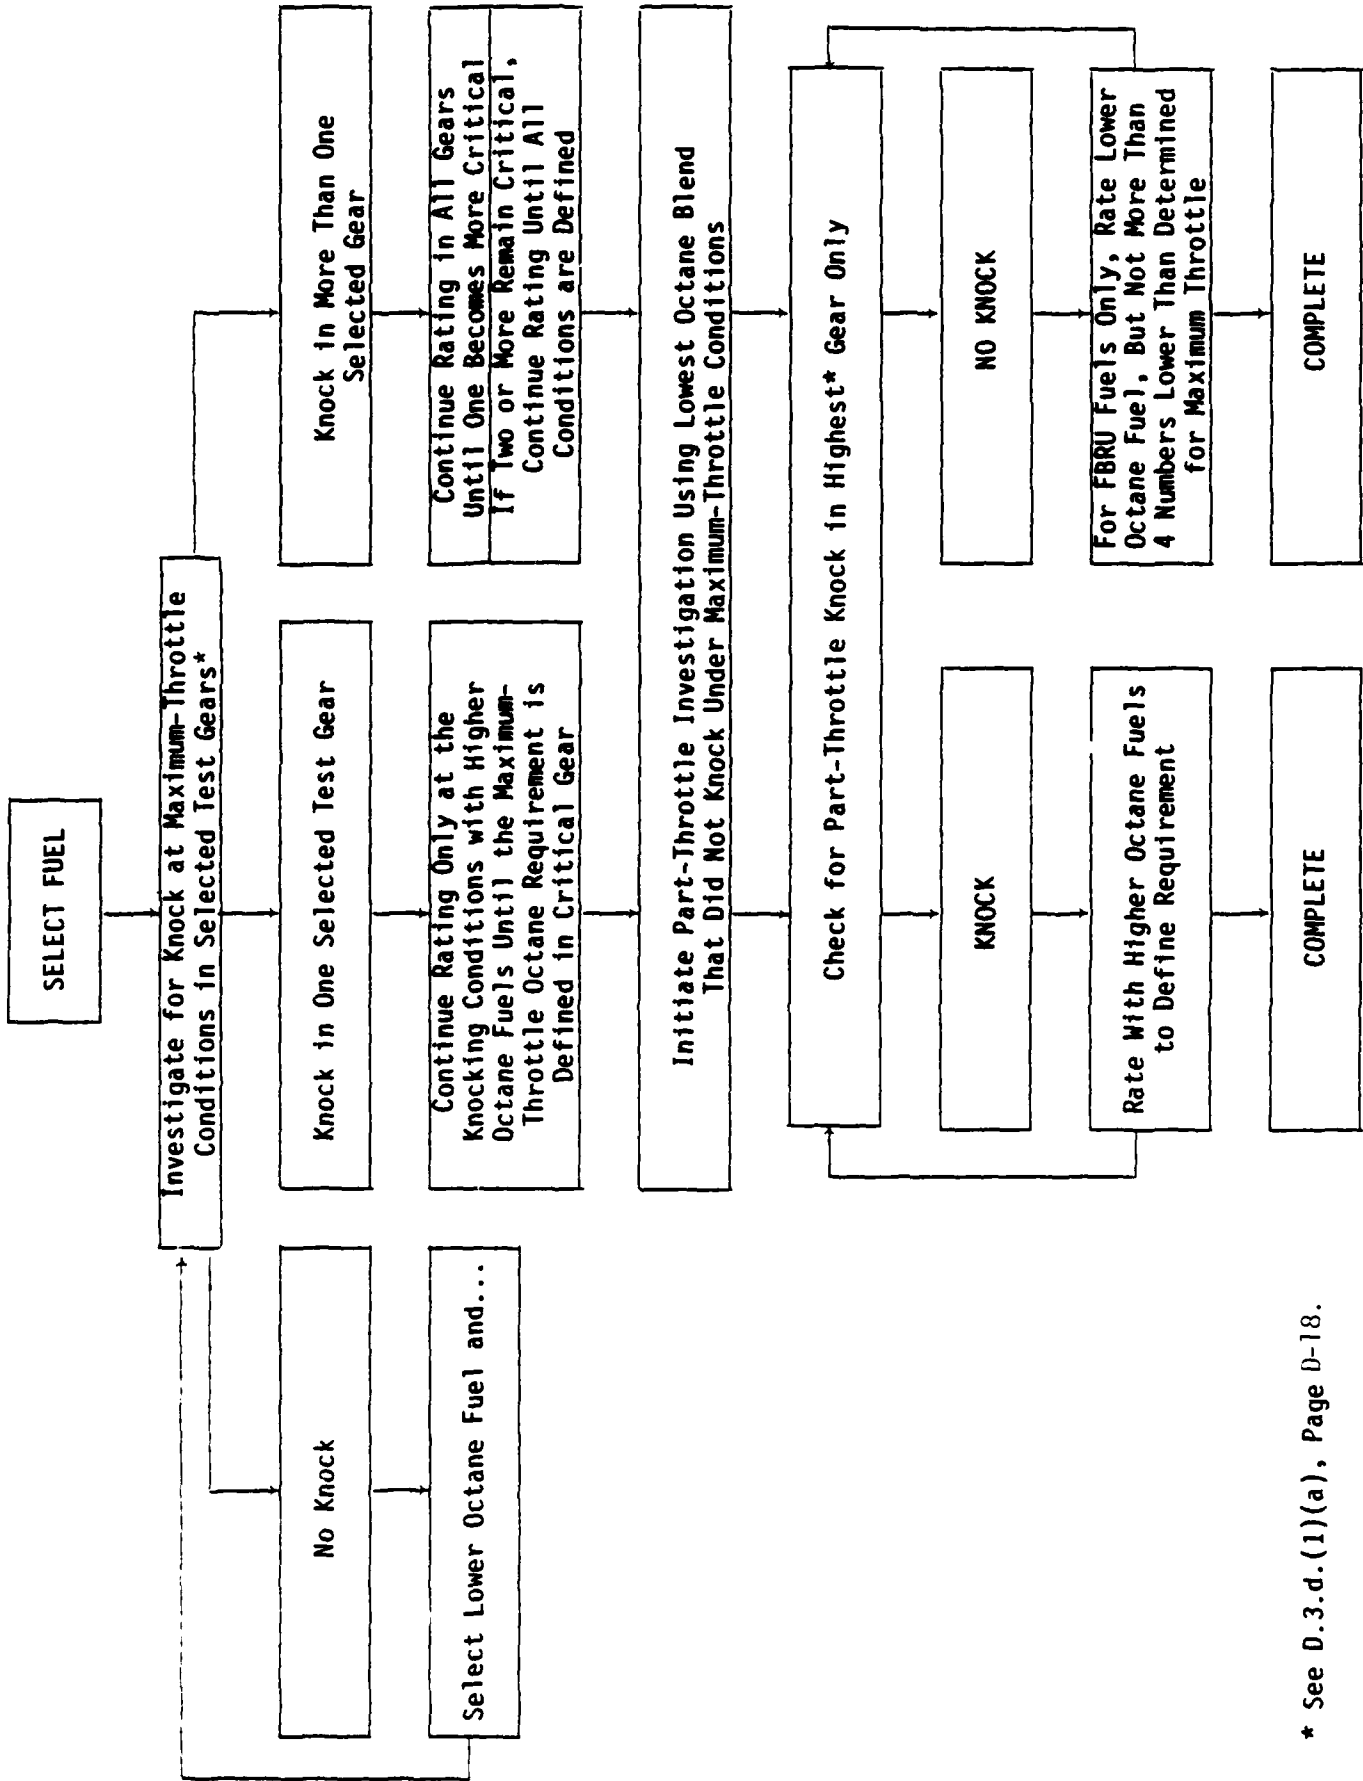 SELECT FUEL
Investigate for Knock at Maximum-Throttle
Conditions in Selected Test Gears*
No Knock
Select Lower Octane Fuel and...
Knock in One Selected Test Gear
Continue Rating Only at the
Knocking Conditions with Higher
Octane Fuels Until the Maximum-
Throttle Octane Requirement is
Defined in Critical Gear
Knock in More Than One
Selected Gear
Continue Rating in All Gears
Until One Becomes More Critical
If Two or More Remain Critical,
Continue Rating Until All
Conditions are Defined
Initiate Part-Throttle Investigation Using Lowest Octane Blend
That Did Not Knock Under Maximum-Throttle Conditions
Check for Part-Throttle Knock in Highest* Gear Only
KNOCK
Rate With Higher Octane Fuels
to Define Requirement
COMPLETE
NO KNOCK
For FBRU Fuels Only, Rate Lower
Octane Fuel, But Not More Than
4 Numbers Lower Than Determined
for Maximum Throttle
COMPLETE
* See D.3.d.(1)(a), Page D-18.